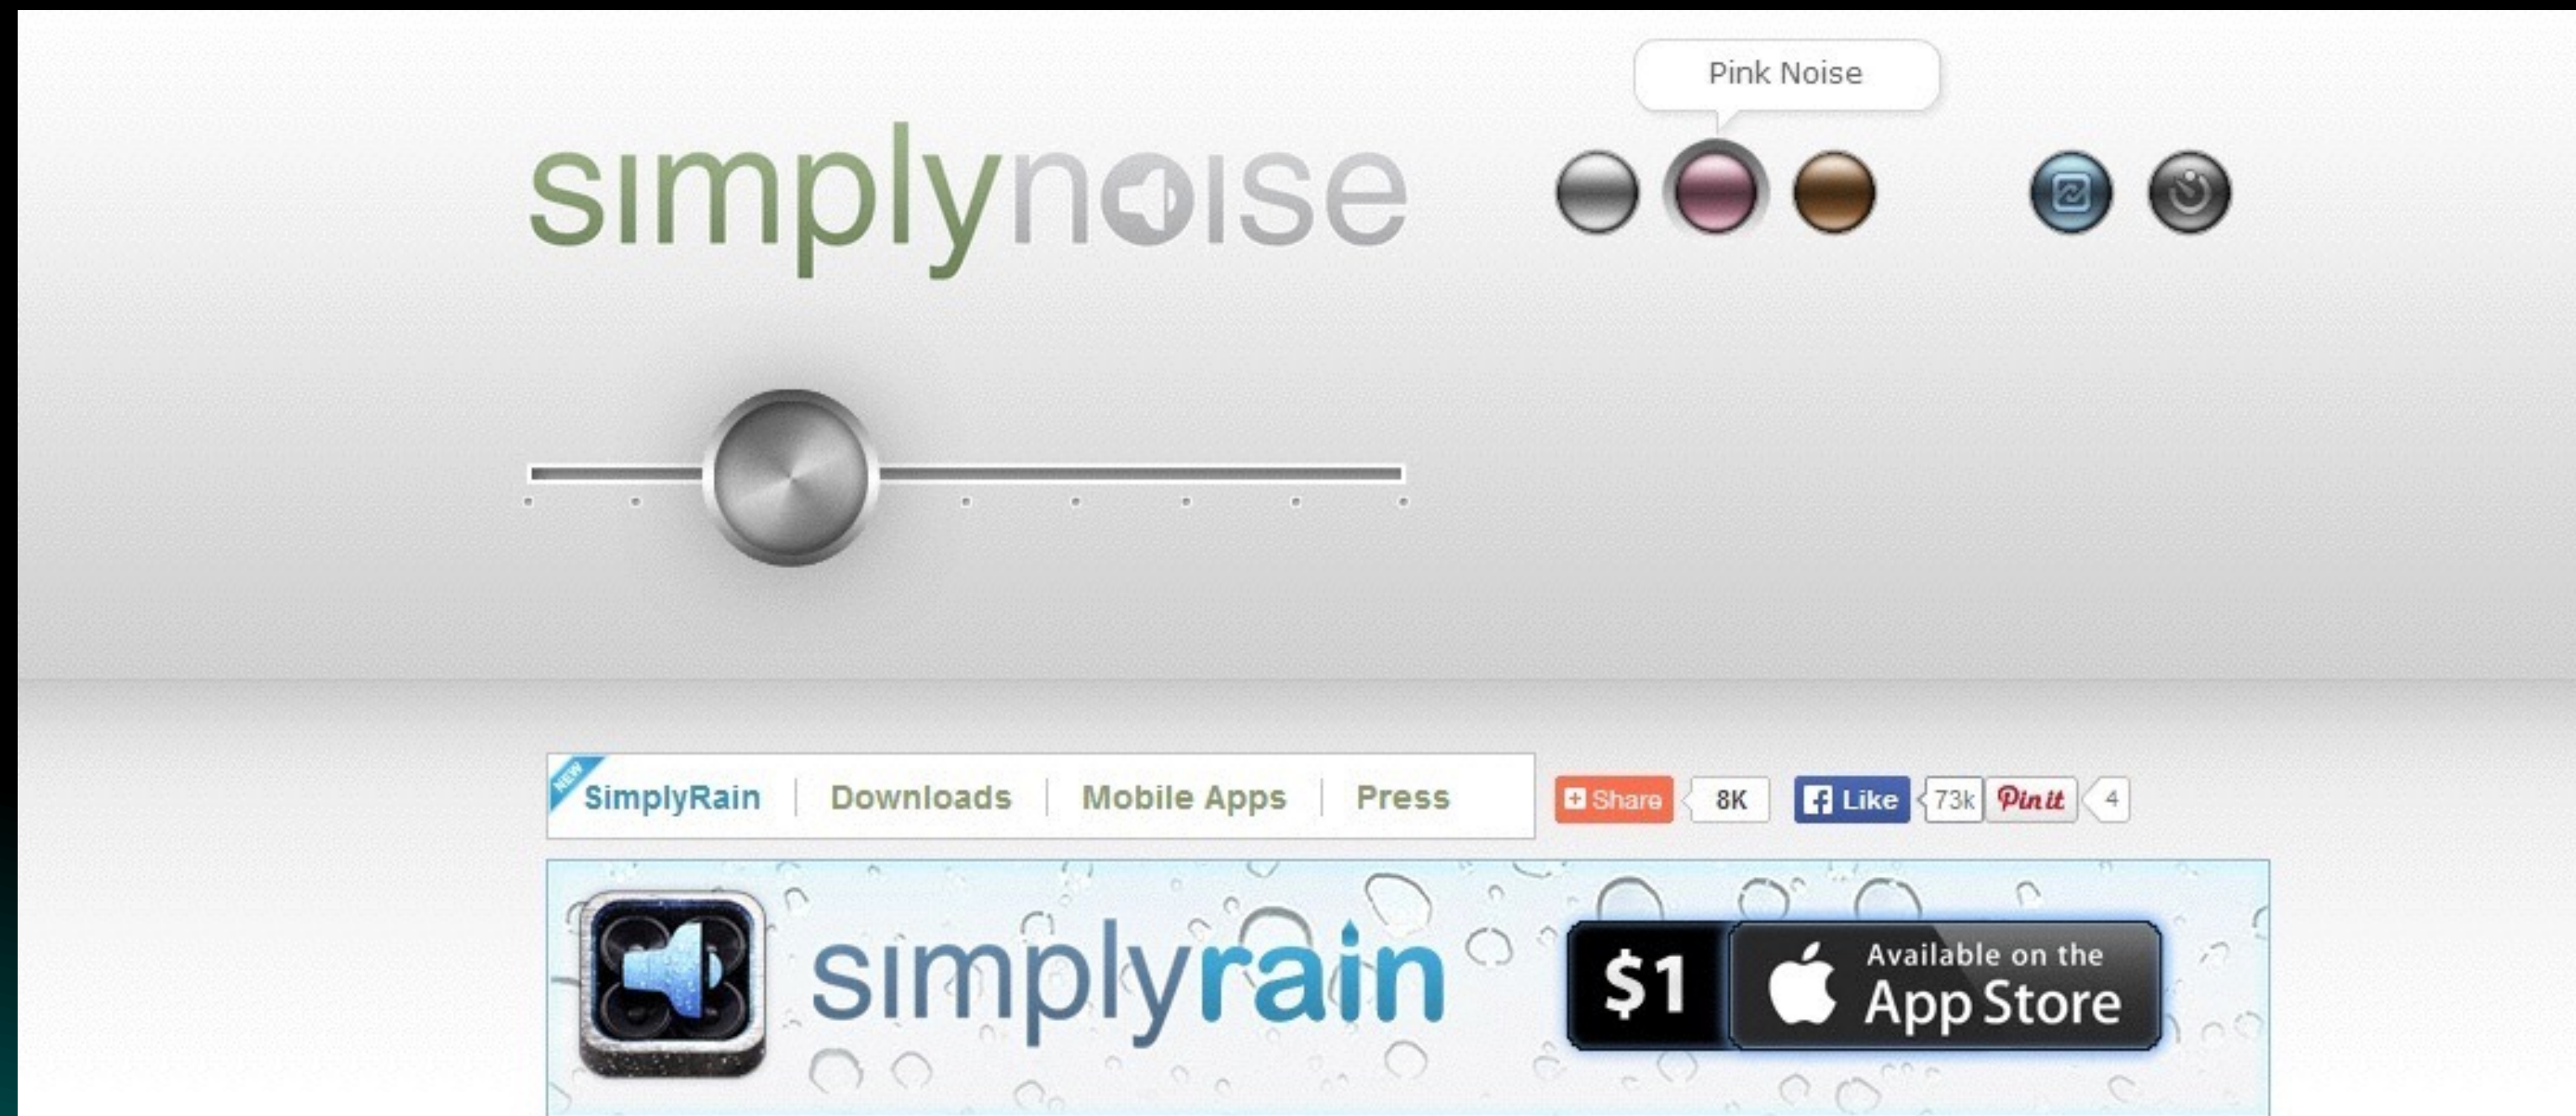 Pink Noise
simplynoise
NEW
SimplyRain | Downloads | Mobile Apps | Press
Share 8K Like 73k Pin it 4
simplyrain
$1 Available on the
App Store